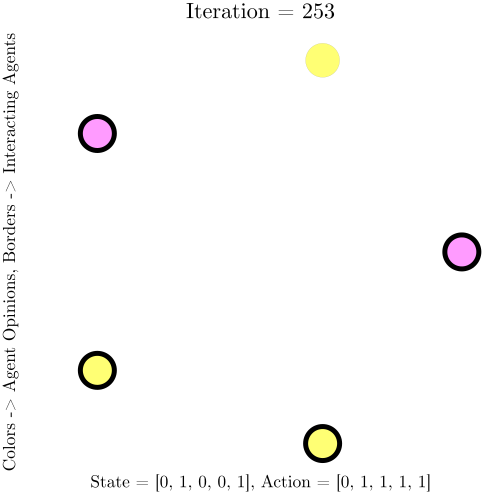 Iteration = 253
Colors -> Agent Opinions, Borders -> Interacting Agents
State = [0, 1, 0, 0, 1], Action = [0, 1, 1, 1, 1]